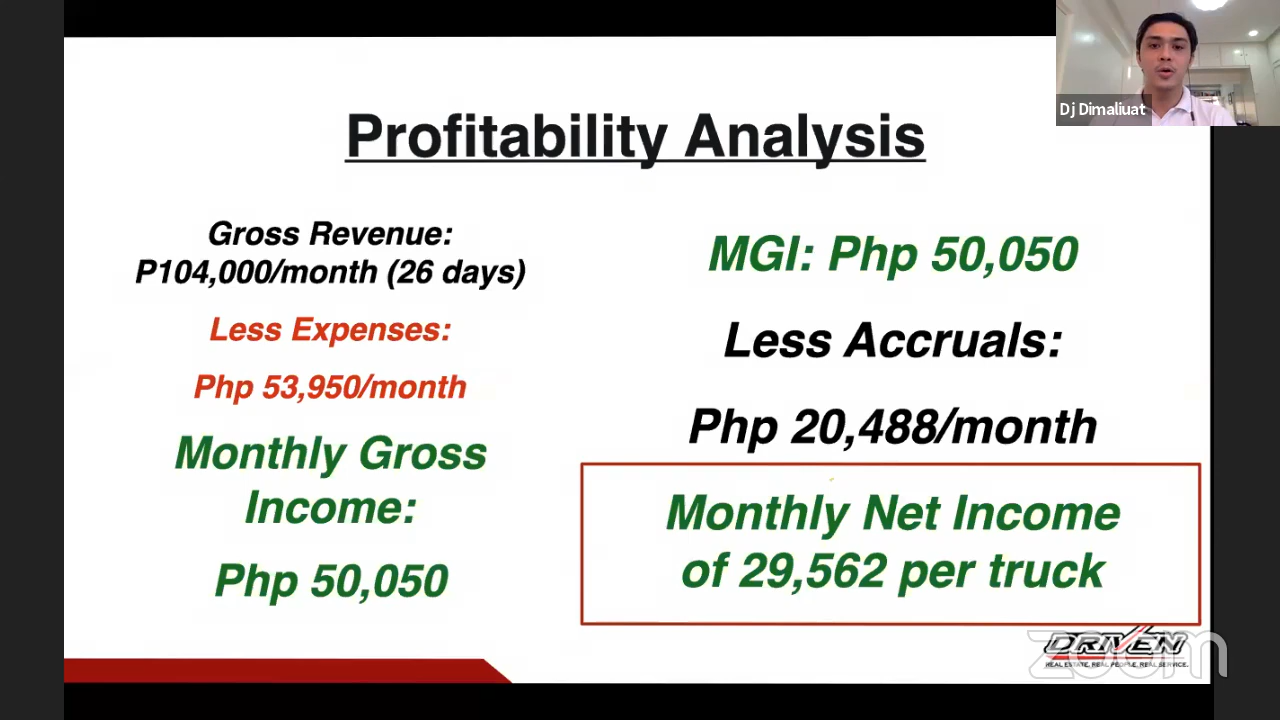 Dj Dimaliuat
Profitability Analysis
Gross Revenue:
P104,000/month (26 days)
Less Expenses:
Php 53,950/month
Monthly Gross
Income:
Php 50,050
MGI: Php 50,050
Less Accruals:
Php 20,488/month
Monthly Net Income
of 29,562 per truck
DRIVEN
REAL ESTATE. REAL PEOPLE. REAL SERVICE.
zoom